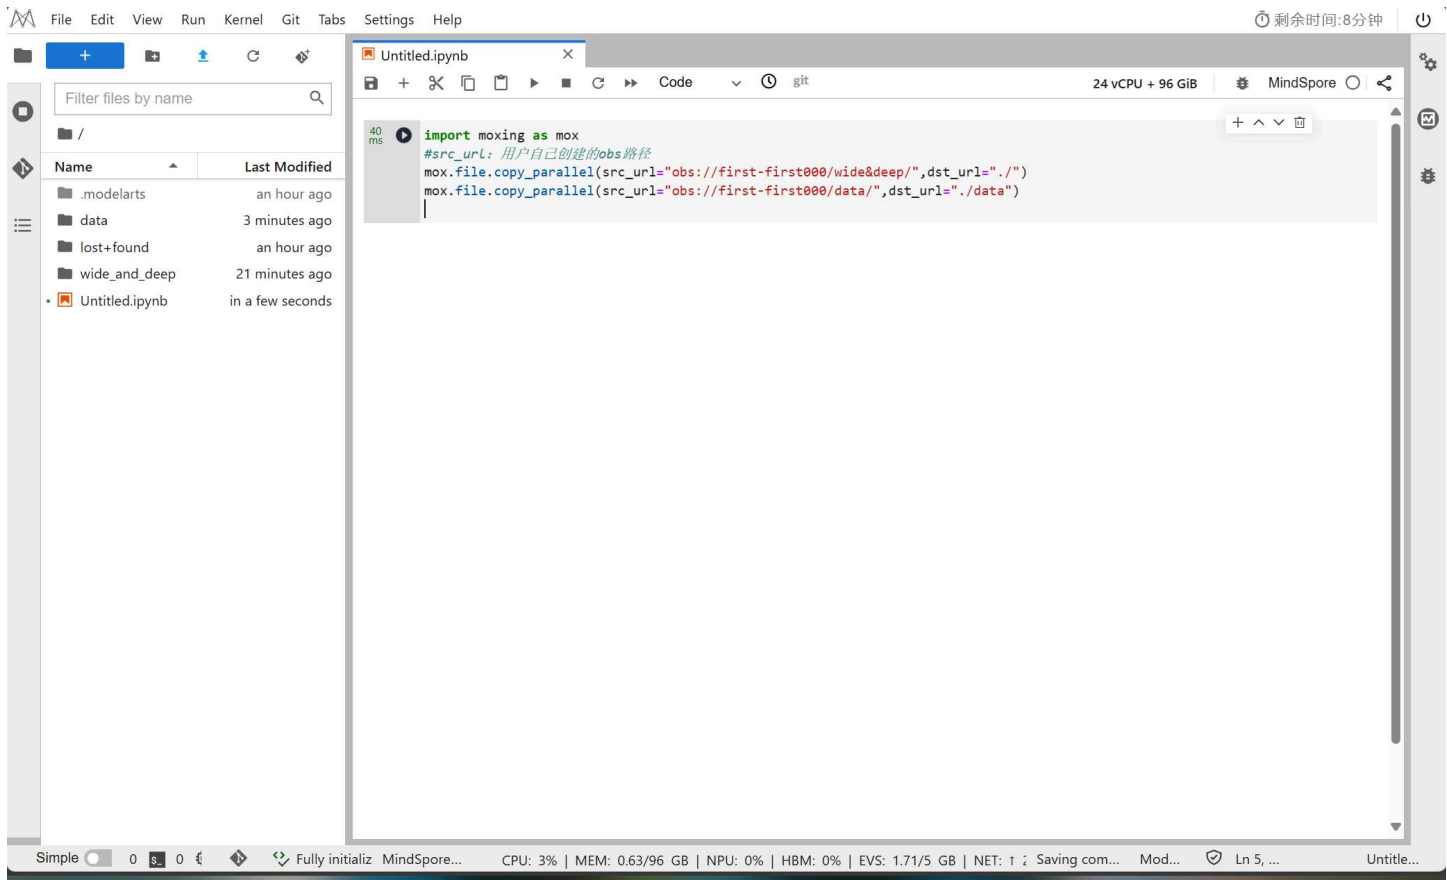 File Edit View Run Kernel Git Tabs Settings Help
剩余时间:8分钟
Untitled.ipynb
Code
git
24 vCPU + 96 GiB
MindSpore
Filter files by name
/
Name Last Modified
.modelarts an hour ago
data 3 minutes ago
lost+found an hour ago
wide_and_deep 21 minutes ago
Untitled.ipynb in a few seconds
40
ms
import moxing as mox
#src_url：用户自己创建的obs路径
mox.file.copy_parallel(src_url="obs://first-first000/wide&deep/",dst_url="./")
mox.file.copy_parallel(src_url="obs://first-first000/data/",dst_url="./data")
Simple 0 $_ 0 Fully initializ MindSpore... CPU: 3% | MEM: 0.63/96 GB | NPU: 0% | HBM: 0% | EVS: 1.71/5 GB | NET: ↑ Saving com... Mod... Ln 5, ... Untitle...